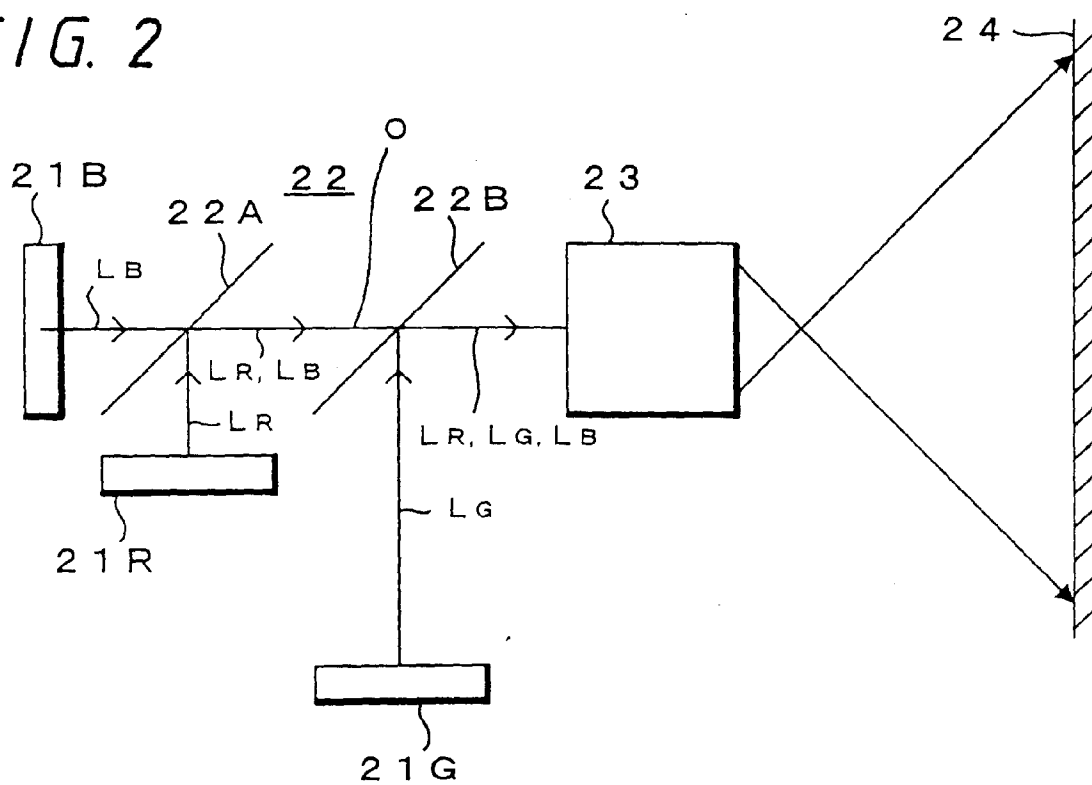 FIG. 2
24
O
21B
22
23
22A
22B
LB
LR, LB
LR
LR, LG, LB
LG
21R
21G